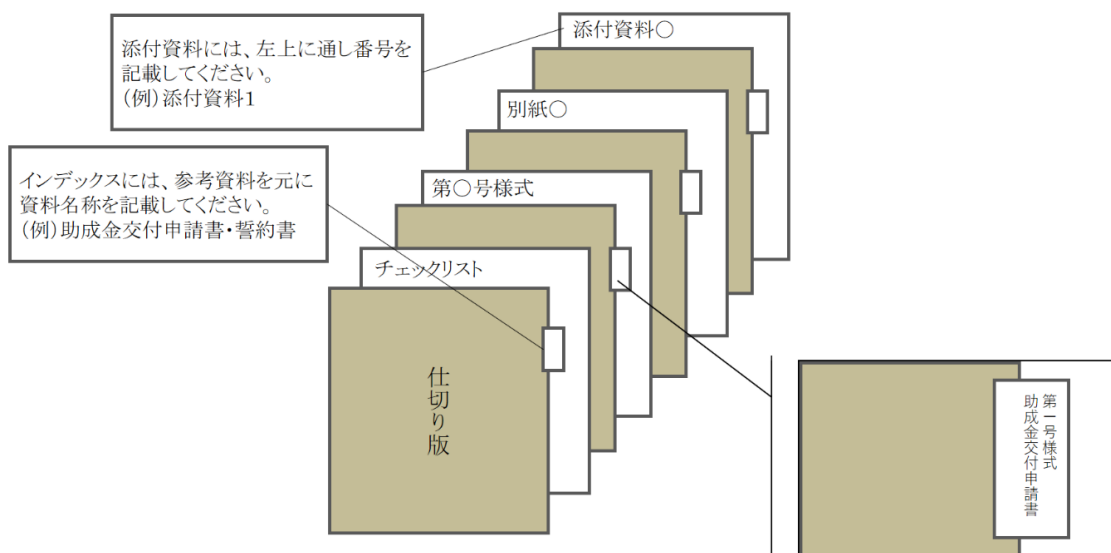 添付資料○
添付資料には、左上に通し番号を
記載してください。
(例)添付資料1
別紙○
インデックスには、参考資料を元に
資料名称を記載してください。
(例)助成金交付申請書・誓約書
第○号様式
チェックリスト
仕切り版
第一号様式
助成金交付申請書